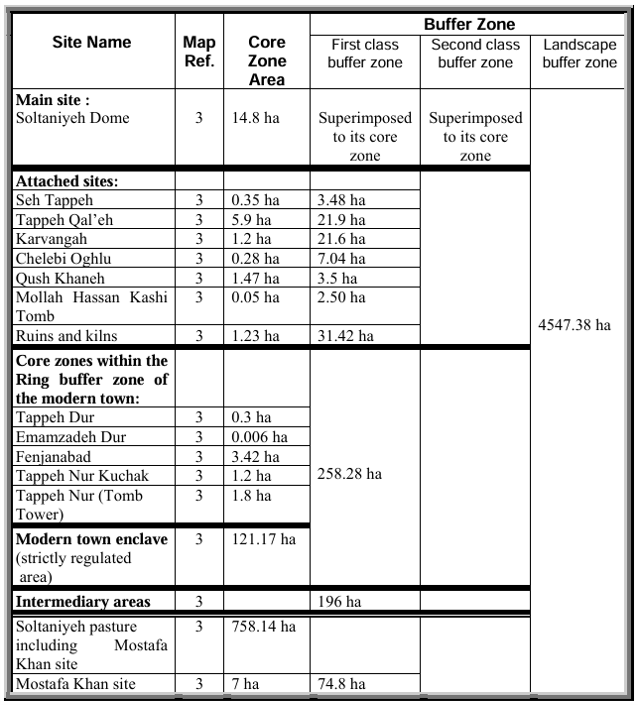 Buffer Zone
Site Name Map Core First class Second class Landscape
Ref. Zone buffer zone buffer zone buffer zone
Area
Main site :
Soltaniyeh Dome 3 14.8 ha Superimposed Superimposed
to its core to its core
zone zone
Attached sites:
Seh Tappeh 3 0.35 ha 3.48 ha
Tappeh Qal’eh 3 5.9 ha 21.9 ha
Karvangah 3 1.2 ha 21.6 ha
Chelebi Oghlu 3 0.28 ha 7.04 ha
Qush Khaneh 3 1.47 ha 3.5 ha
Mollah Hassan Kashi 3 0.05 ha 2.50 ha
Tomb
4547.38 ha
Ruins and kilns 3 1.23 ha 31.42 ha
Core zones within the
Ring buffer zone of
the modern town:
Tappeh Dur 3 0.3 ha
Emamzadeh Dur 3 0.006 ha
Fenjanabad 3 3.42 ha
Tappeh Nur Kuchak 3 1.2 ha 258.28 ha
Tappeh Nur (Tomb 3 1.8 ha
Tower)
Modern town enclave 3 121.17 ha
(strictly regulated
area)
Intermediary areas 3 196 ha
Soltaniyeh pasture 3 758.14 ha
including Mostafa
Khan site
Mostafa Khan site 3 7 ha 74.8 ha